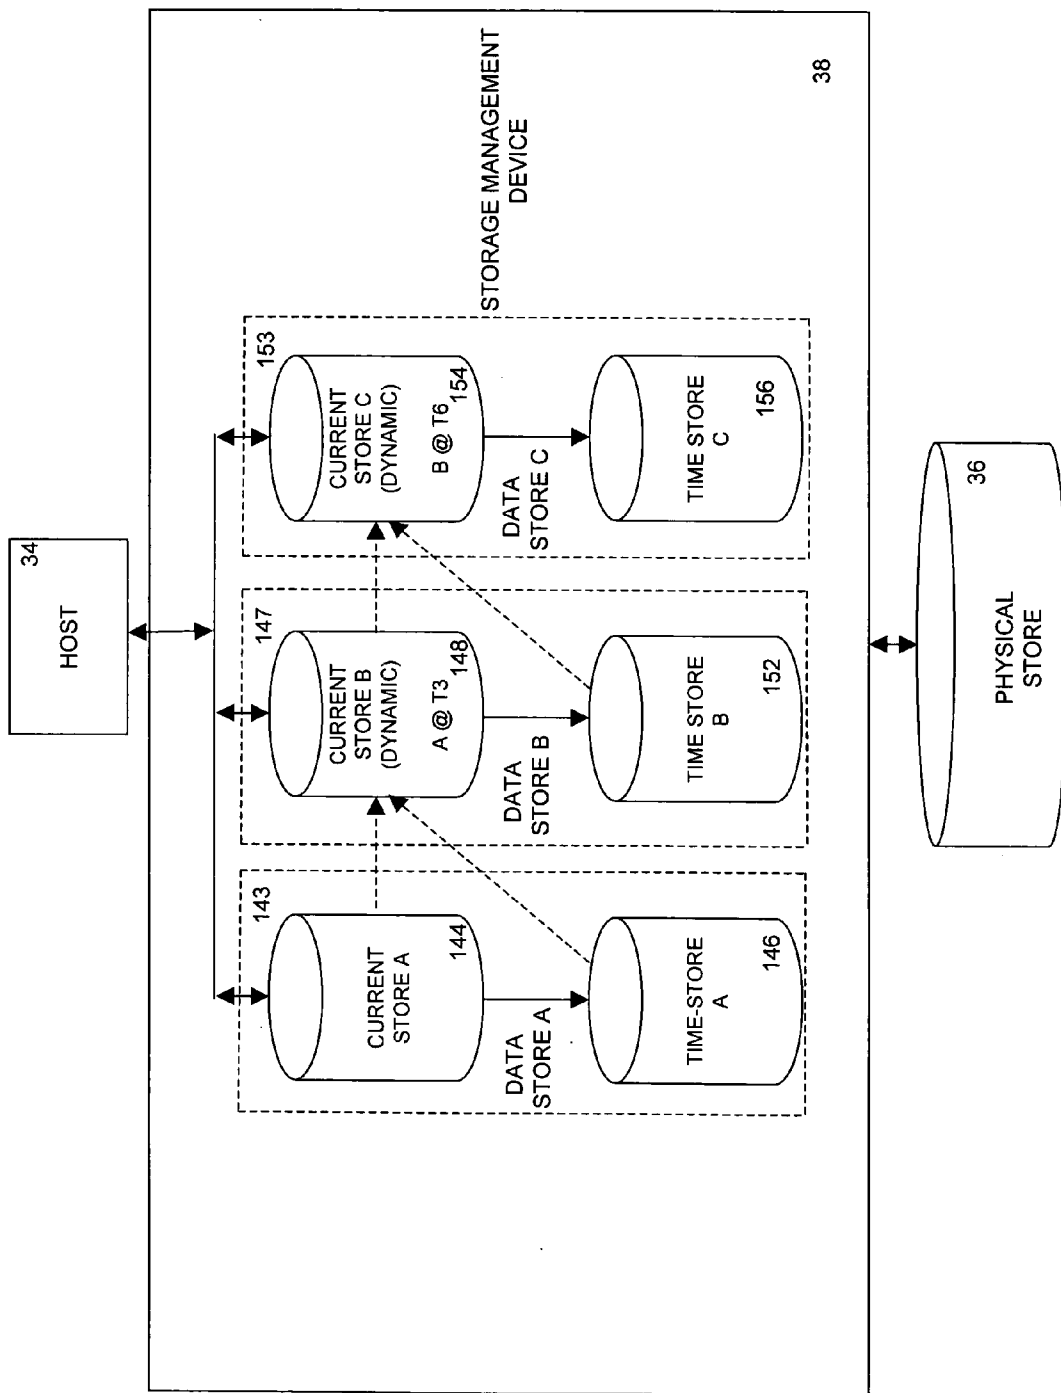 HOST
34
STORAGE MANAGEMENT
DEVICE
38
143
CURRENT
STORE A
144
DATA
STORE A
TIME-STORE
A
146
147
CURRENT
STORE B
(DYNAMIC)
A @ T3
148
DATA
STORE B
TIME STORE
B
152
153
CURRENT
STORE C
(DYNAMIC)
B @ T6
154
DATA
STORE C
TIME STORE
C
156
PHYSICAL
STORE
36